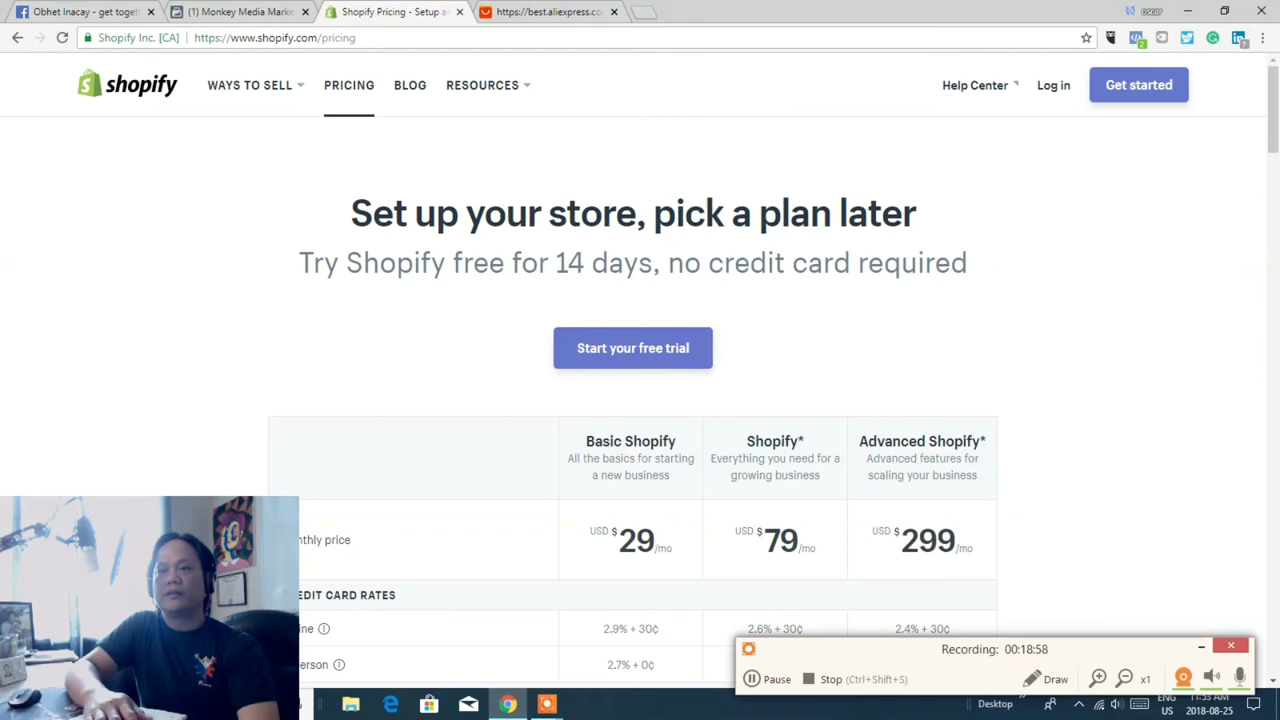 Obhet Inacay - get togeth
(1) Monkey Media Marke
Shopify Pricing - Setup a
https://best.aliexpress.co
Shopify Inc. [CA]
https://www.shopify.com/pricing
shopify
WAYS TO SELL
PRICING
BLOG
RESOURCES
Help Center
Log in
Get started
Set up your store, pick a plan later
Try Shopify free for 14 days, no credit card required
Start your free trial
Basic Shopify
All the basics for starting
a new business
Shopify*
Everything you need for a
growing business
Advanced Shopify*
Advanced features for
scaling your business
nthly price
USD $ 29/mo
USD $ 79/mo
USD $ 299/mo
EDIT CARD RATES
ine
2.9% + 30¢
2.6% + 30¢
2.4% + 30¢
erson
2.7% + 0¢
Recording: 00:18:58
Pause
Stop (Ctrl+Shift+S)
Draw
x1
Desktop
ENG
US
11:53 AM
2018-08-25